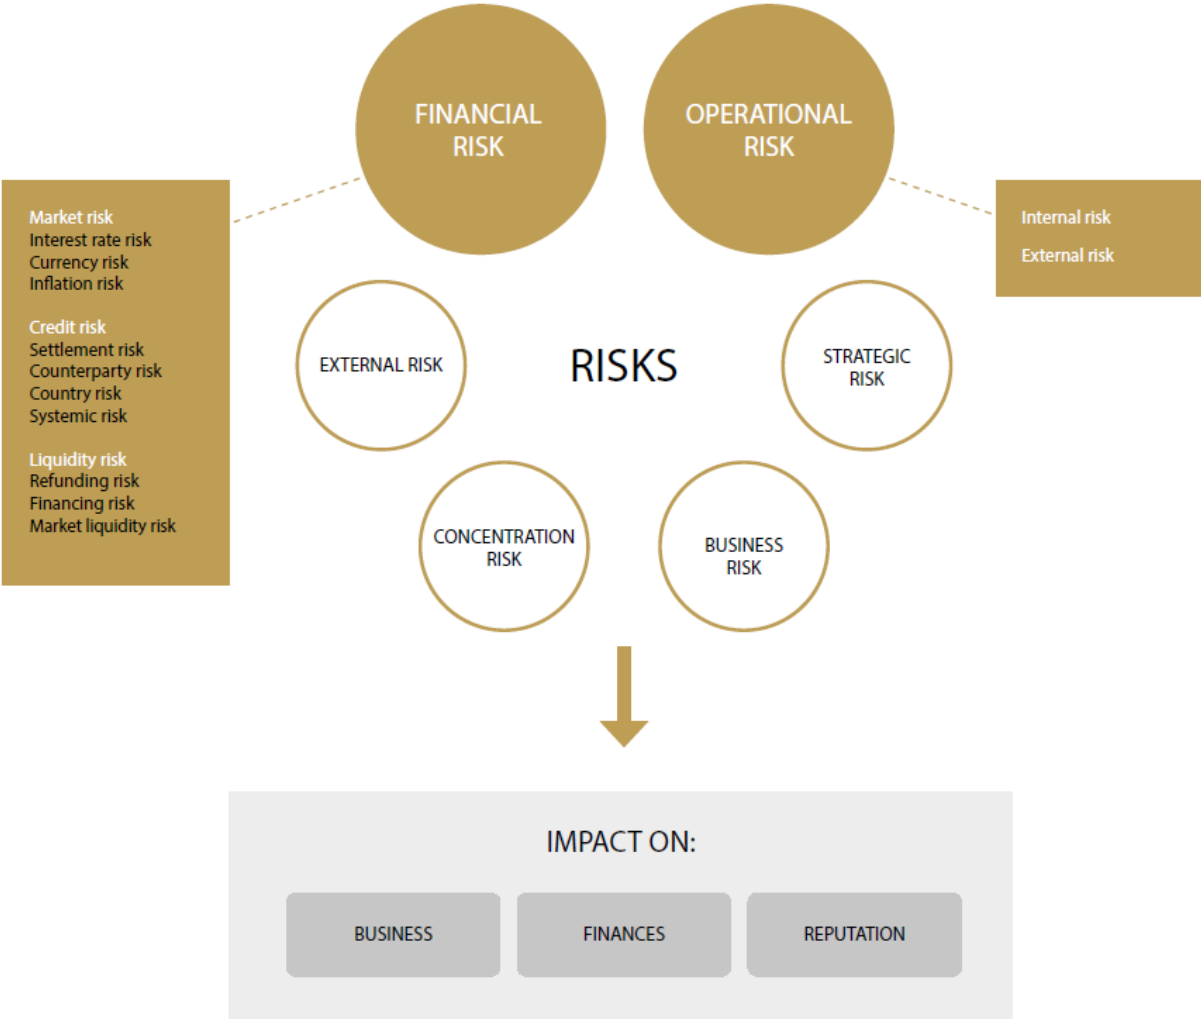 FINANCIAL
RISK
OPERATIONAL
RISK
Market risk
Interest rate risk
Currency risk
Inflation risk
Credit risk
Settlement risk
Counterparty risk
Country risk
Systemic risk
Liquidity risk
Refunding risk
Financing risk
Market liquidity risk
Internal risk
External risk
EXTERNAL RISK
RISKS
STRATEGIC
RISK
CONCENTRATION
RISK
BUSINESS
RISK
IMPACT ON:
BUSINESS
FINANCES
REPUTATION